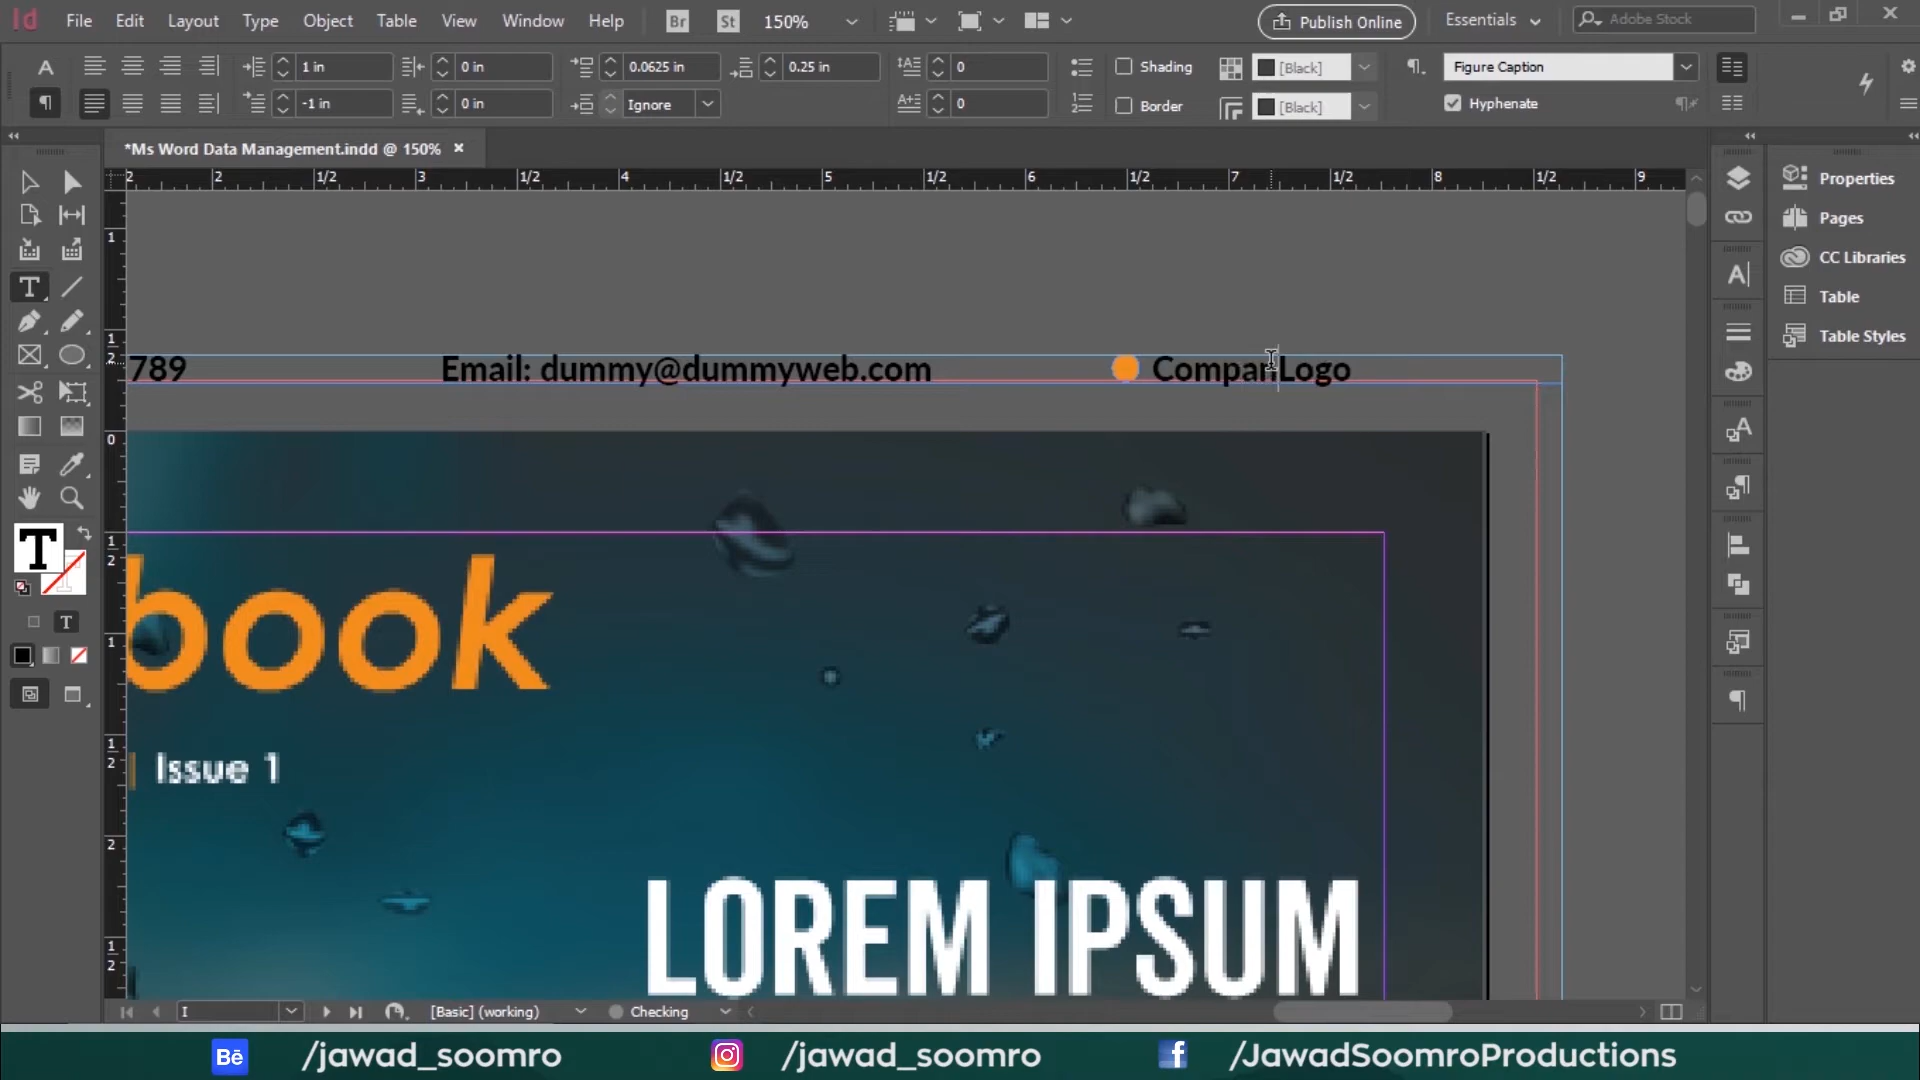 Id File Edit Layout Type Object Table View Window Help Br St 150% Publish Online Essentials Adobe Stock
1 in 0 in 0.0625 in 0.25 in 0 Shading [Black] Figure Caption
-1 in 0 in Ignore 0 Border [Black] Hyphenate
*Ms Word Data Management.indd @ 150%
2 2 1/2 3 1/2 4 1/2 5 1/2 6 1/2 7 1/2 8 1/2 9
Properties
Pages
CC Libraries
Table
Table Styles
789 Email: dummy@dummyweb.com CompanLogo
book
Issue 1
LOREM IPSUM
I [Basic] (working) Checking
Bē /jawad_soomro /jawad_soomro f /JawadSoomroProductions